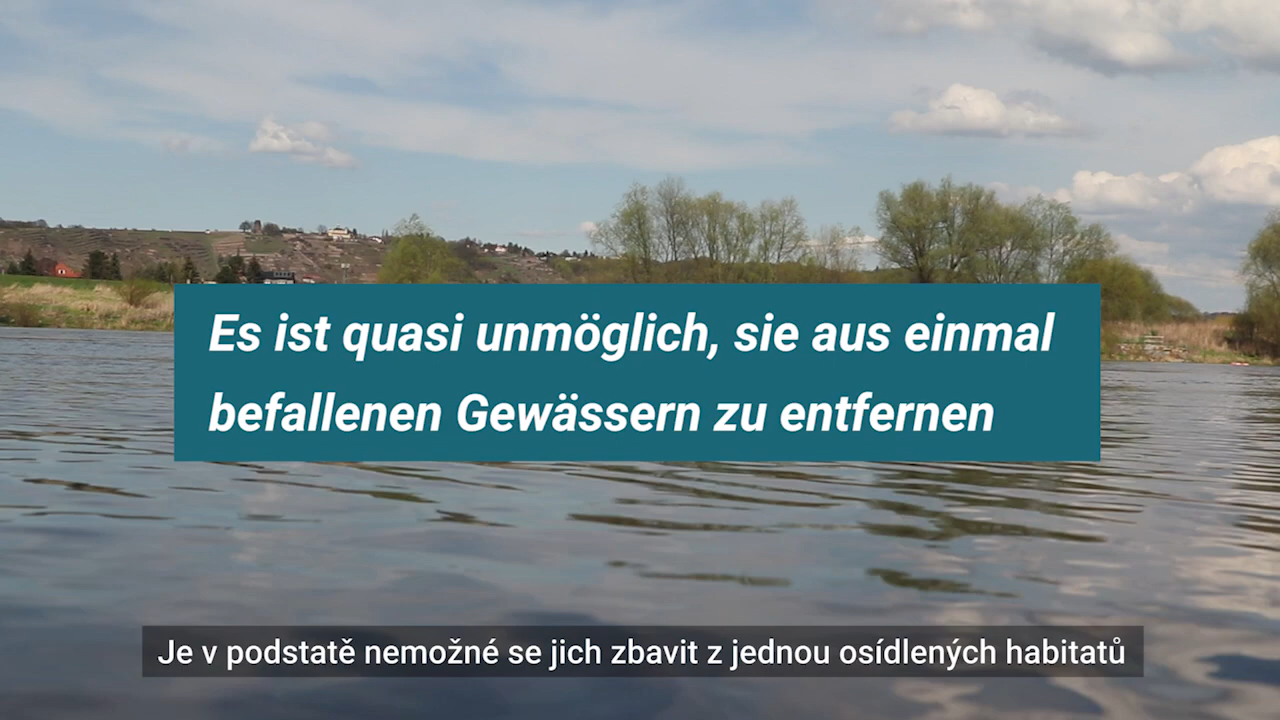 Es ist quasi unmöglich, sie aus einmal
befallenen Gewässern zu entfernen
Je v podstatě nemožné se jich zbavit z jednou osídlených habitatů